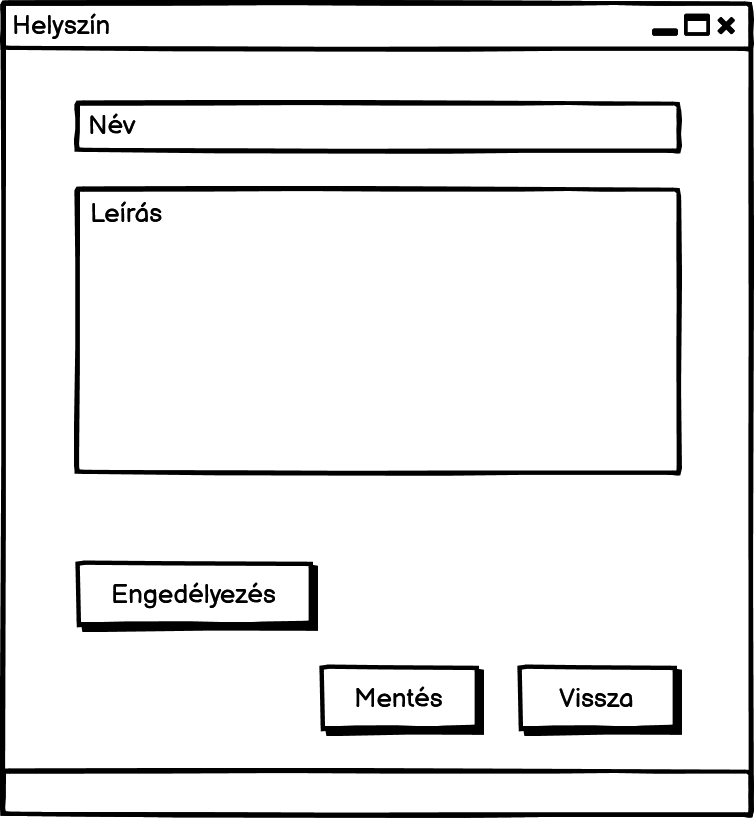 Helyszín
Név
Leírás
Engedélyezés
Mentés
Vissza